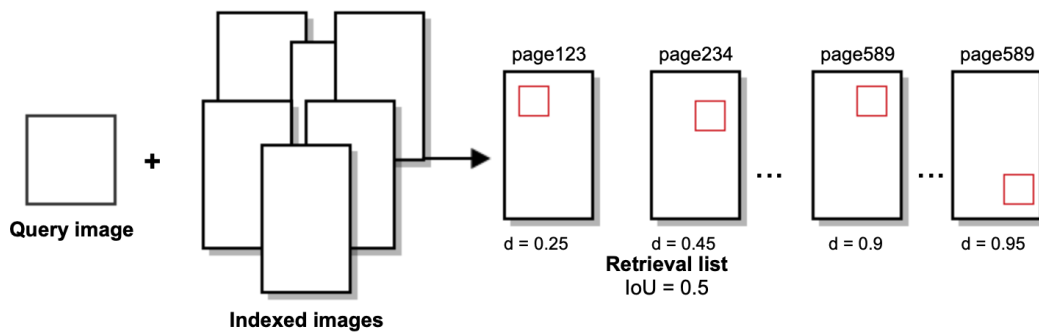 page123
page234
page589
page589
+
Query image
Indexed images
...
...
d = 0.25
d = 0.45
d = 0.9
d = 0.95
Retrieval list
IoU = 0.5